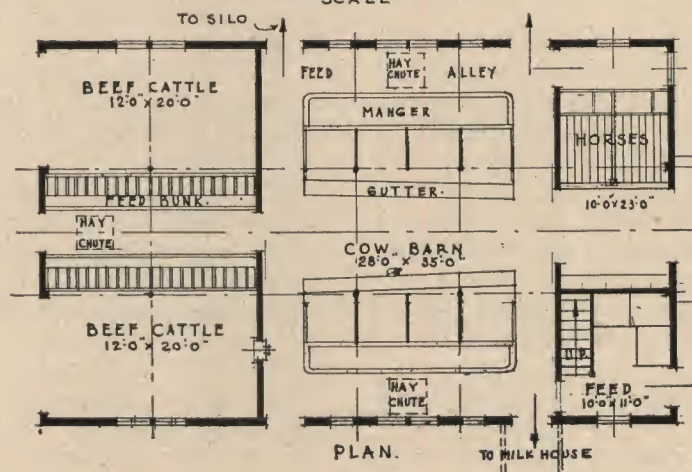 SCALE
TO SILO
BEEF CATTLE
12'0" x 20'0"
FEED BUNK.
HAY
CHUTE
BEEF CATTLE
12'0" x 20'0"
FEED
HAY
CHUTE
ALLEY
MANGER
GUTTER.
COW BARN
28'0" x 35'0"
HAY
CHUTE
HORSES
10'0" x 23'0"
UP
FEED
10'0" x 11'0"
PLAN.
TO MILK HOUSE